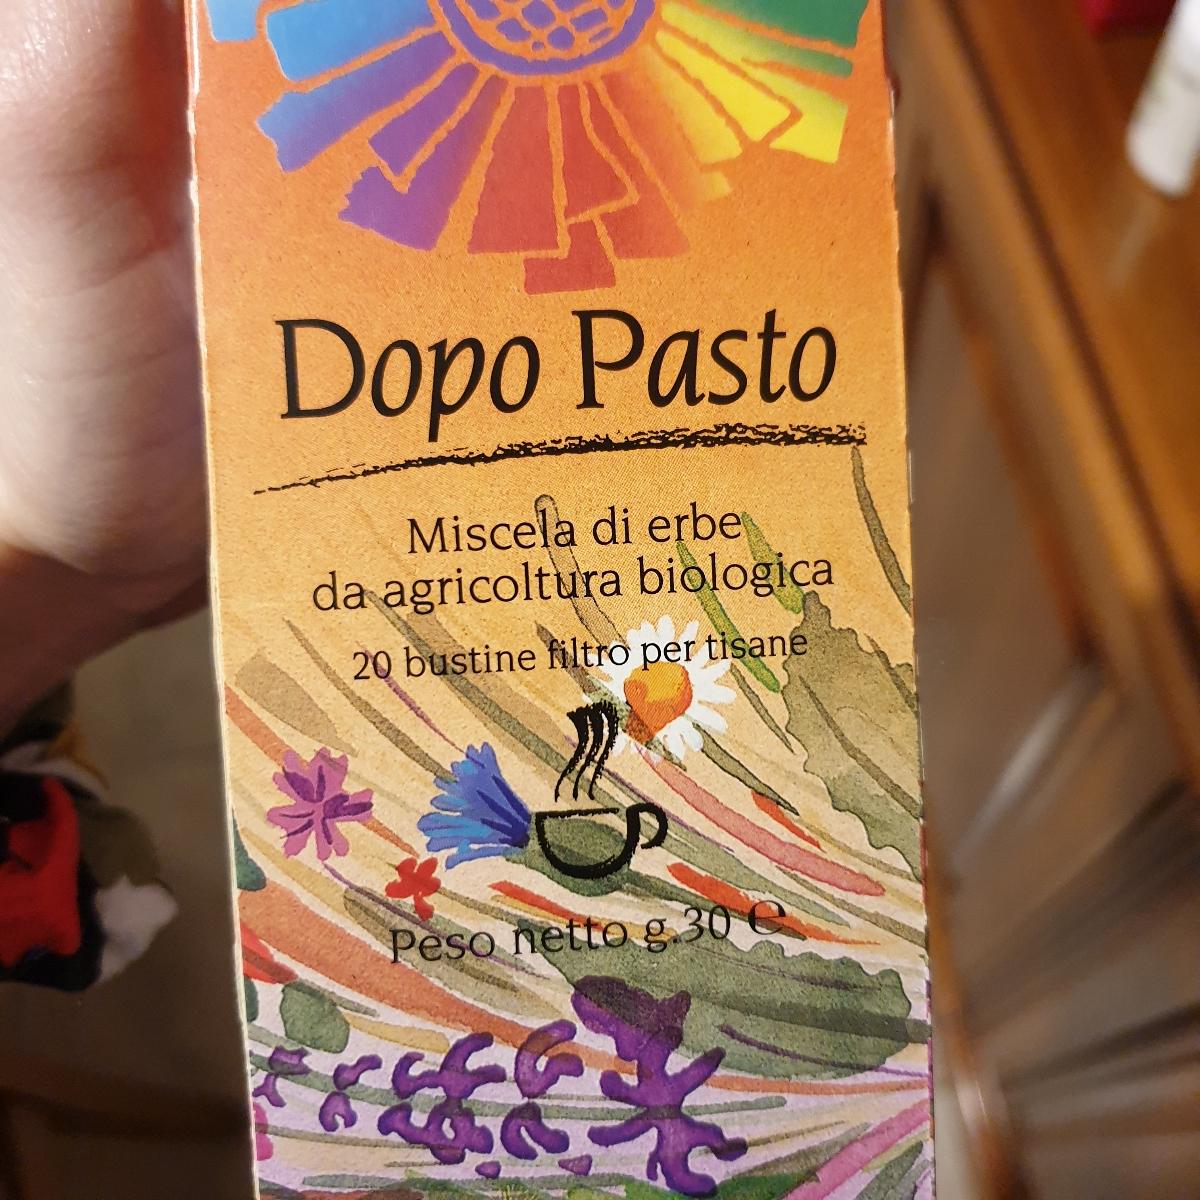 Dopo Pasto
Miscela di erbe
da agricoltura biologica
20 bustine filtro per tisane
Peso netto g.30 ℮